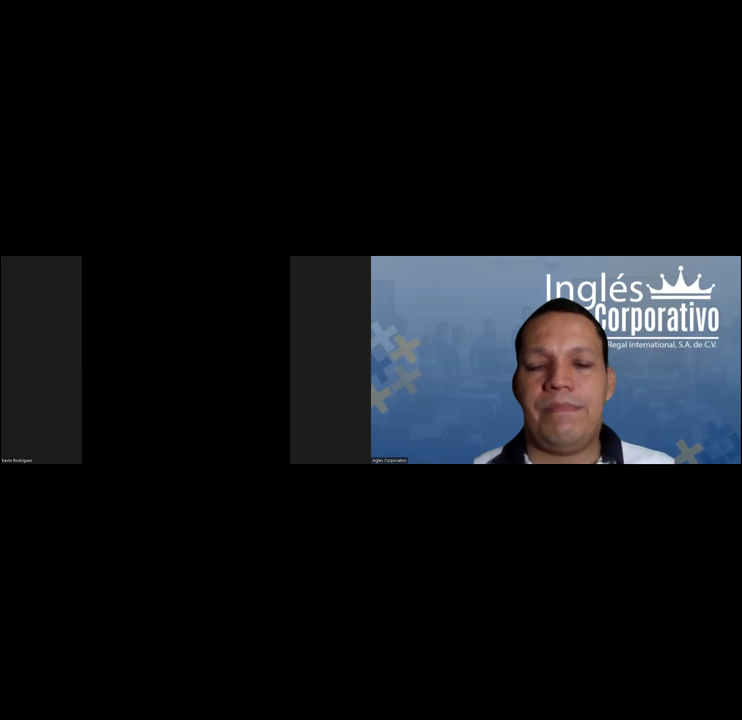 Inglés
Corporativo
Regal International, S.A. de C.V.
Kevin Rodriguez
Inglés Corporativo